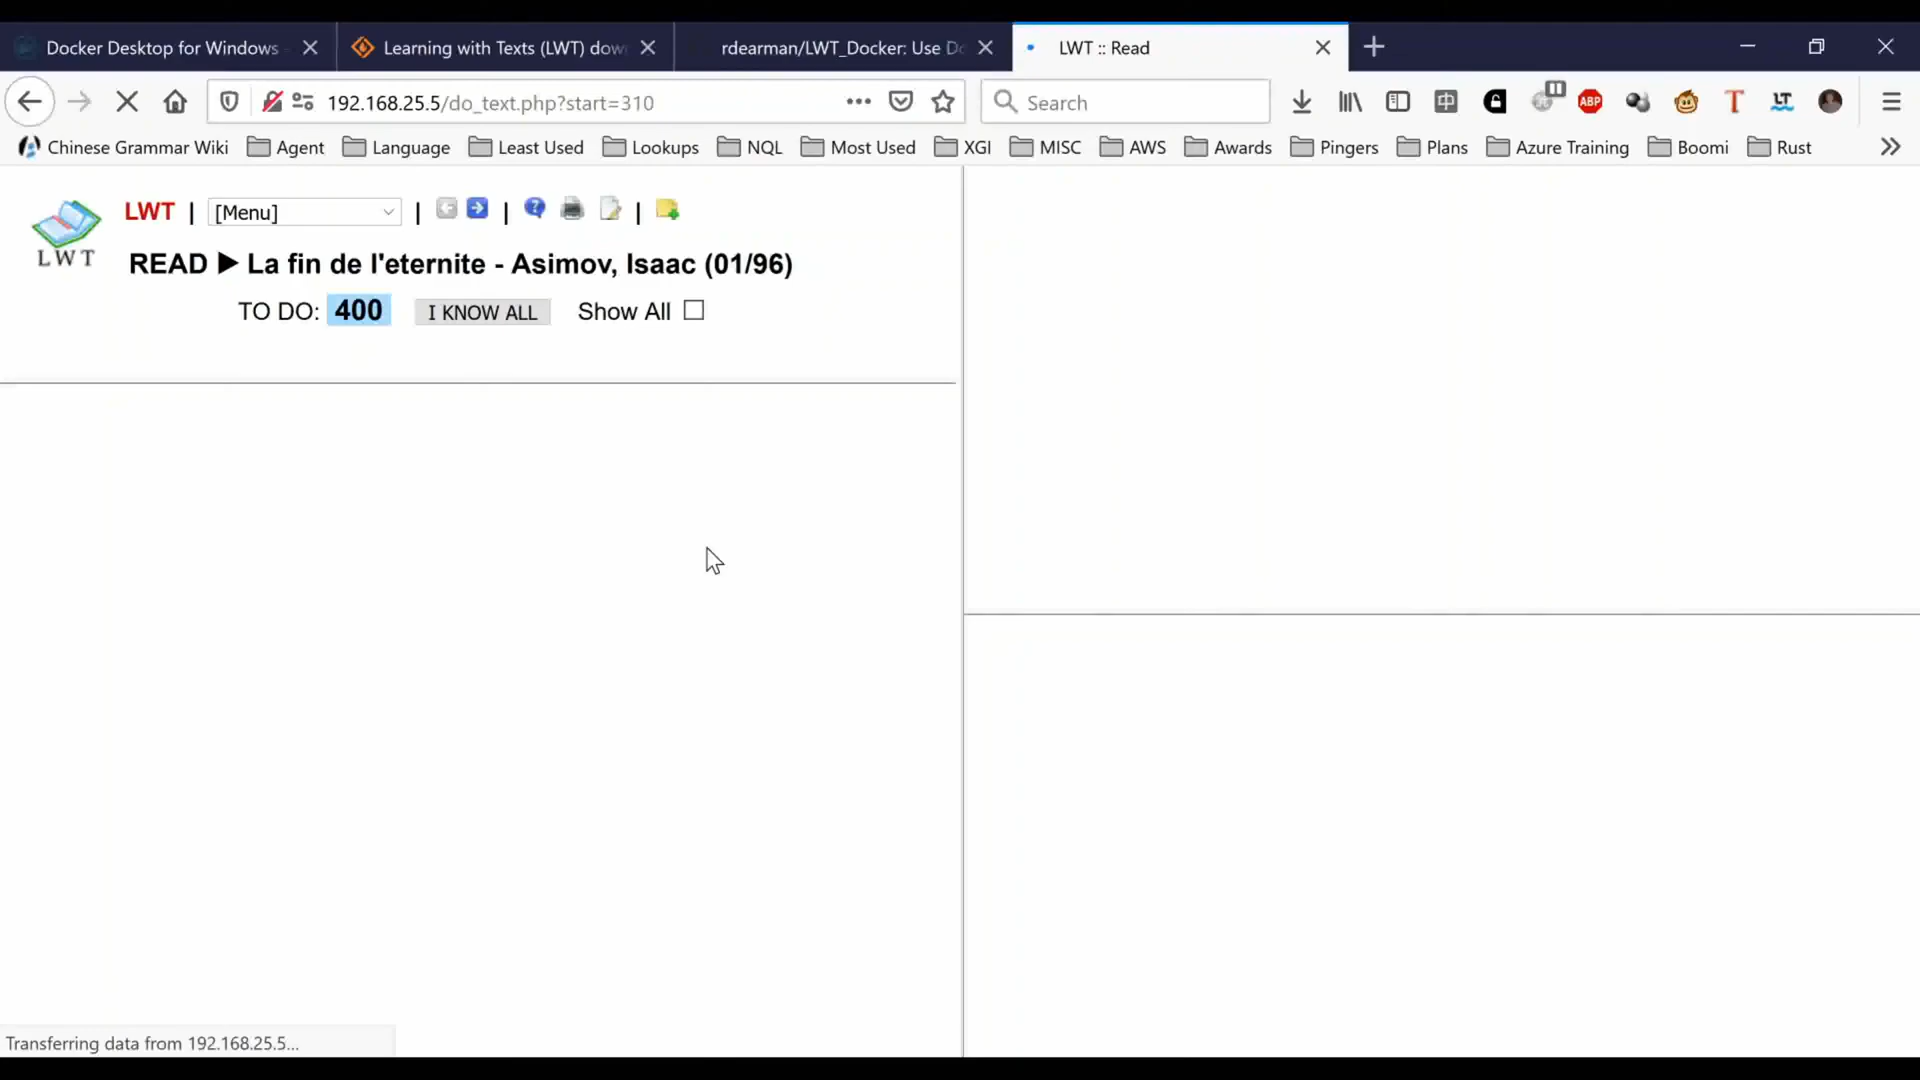 Docker Desktop for Windows
Learning with Texts (LWT) dow
rdearman/LWT_Docker: Use Do
LWT :: Read
192.168.25.5/do_text.php?start=310
Search
ABP
T
LT
Chinese Grammar Wiki
Agent
Language
Least Used
Lookups
NQL
Most Used
XGI
MISC
AWS
Awards
Pingers
Plans
Azure Training
Boomi
Rust
LWT
LWT | [Menu] | | |
READ ▶ La fin de l'eternite - Asimov, Isaac (01/96)
TO DO: 400 I KNOW ALL Show All
Transferring data from 192.168.25.5...